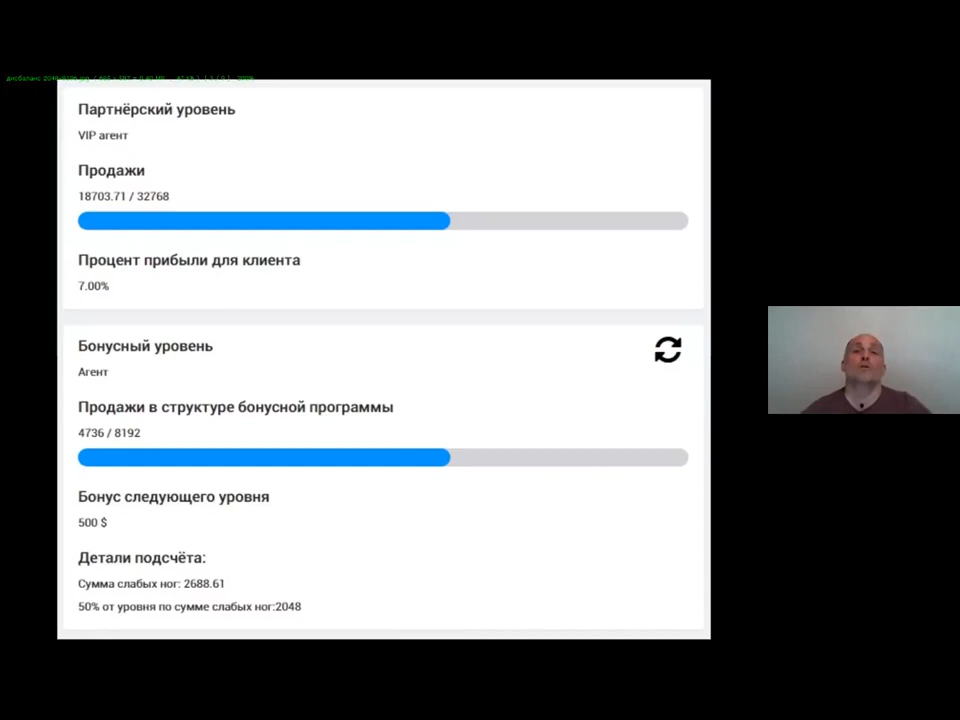 Партнёрский уровень
VIP агент
Продажи
18703.71 / 32768
Процент прибыли для клиента
7.00%
Бонусный уровень
Агент
Продажи в структуре бонусной программы
4736 / 8192
Бонус следующего уровня
500 $
Детали подсчёта:
Сумма слабых ног: 2688.61
50% от уровня по сумме слабых ног:2048